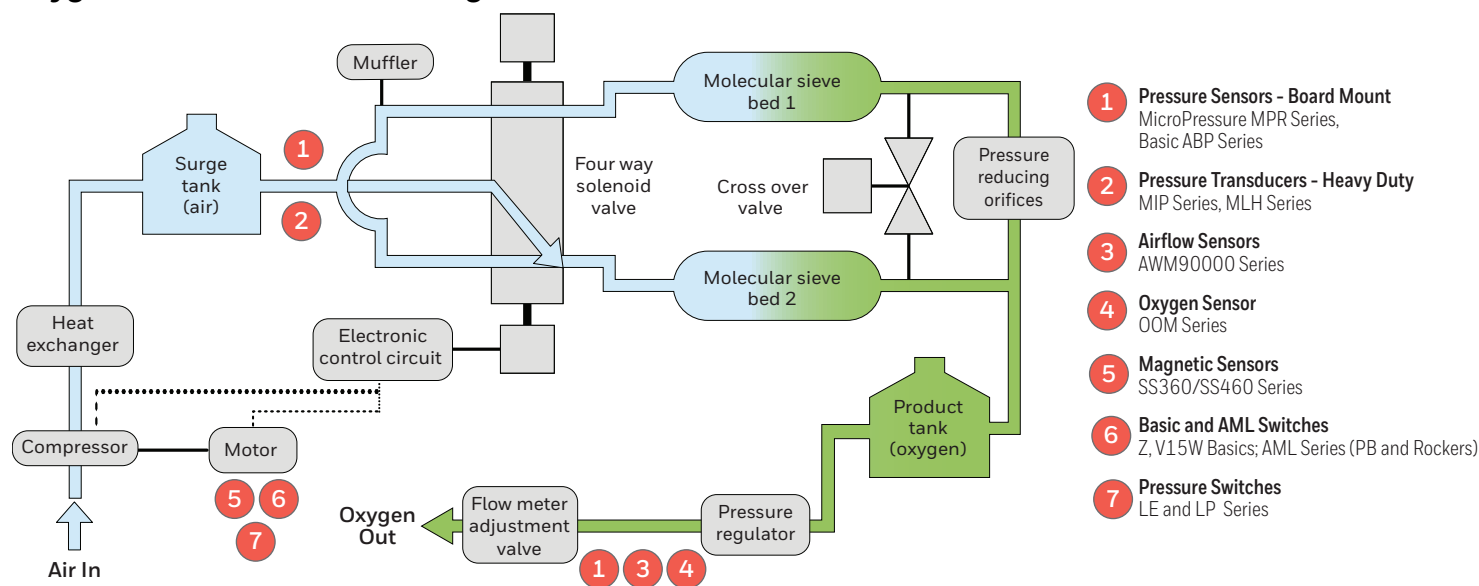 Muffler
Molecular sieve
bed 1
1
Surge
tank
(air)
2
Four way
solenoid
valve
Cross over
valve
Pressure
reducing
orifices
Molecular sieve
bed 2
Heat
exchanger
Electronic
control circuit
Compressor
Motor
5
6
7
Air In
Product
tank
(oxygen)
Oxygen
Out
Flow meter
adjustment
valve
Pressure
regulator
1
3
4
1
Pressure Sensors - Board Mount
MicroPressure MPR Series,
Basic ABP Series
2
Pressure Transducers - Heavy Duty
MIP Series, MLH Series
3
Airflow Sensors
AWM90000 Series
4
Oxygen Sensor
OOM Series
5
Magnetic Sensors
SS360/SS460 Series
6
Basic and AML Switches
Z, V15W Basics; AML Series (PB and Rockers)
7
Pressure Switches
LE and LP Series